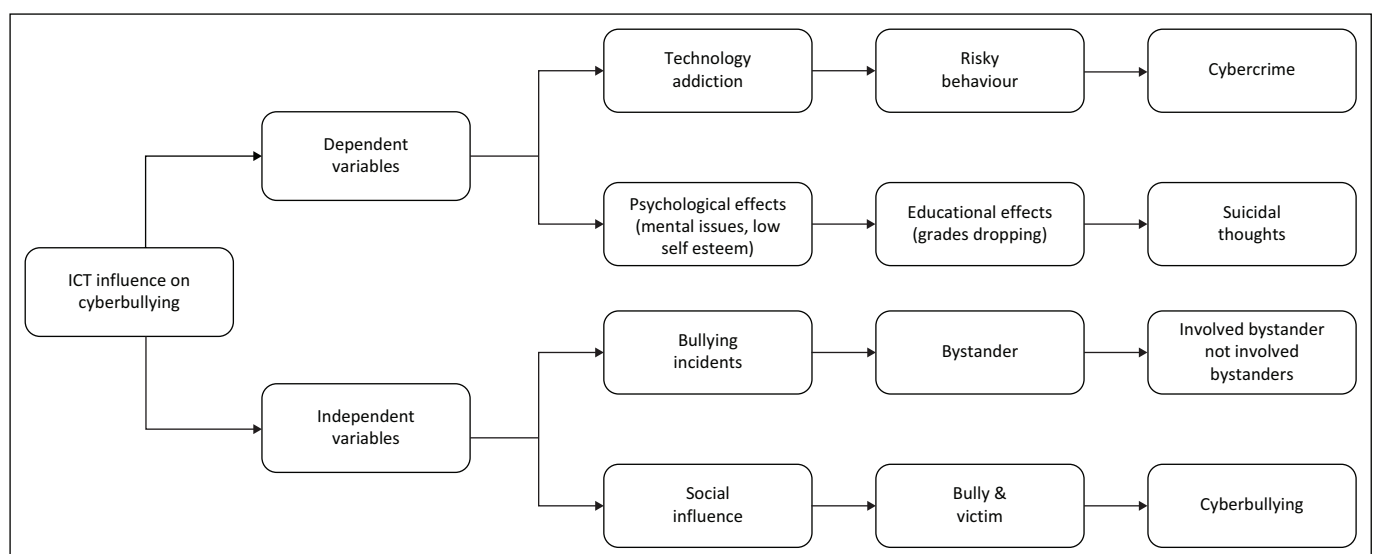 Technology
addiction
Risky
behaviour
Cybercrime
Dependent
variables
Psychological effects
(mental issues, low
self esteem)
Educational effects
(grades dropping)
Suicidal
thoughts
ICT influence on
cyberbullying
Bullying
incidents
Bystander
Involved bystander
not involved
bystanders
Independent
variables
Social
influence
Bully &
victim
Cyberbullying